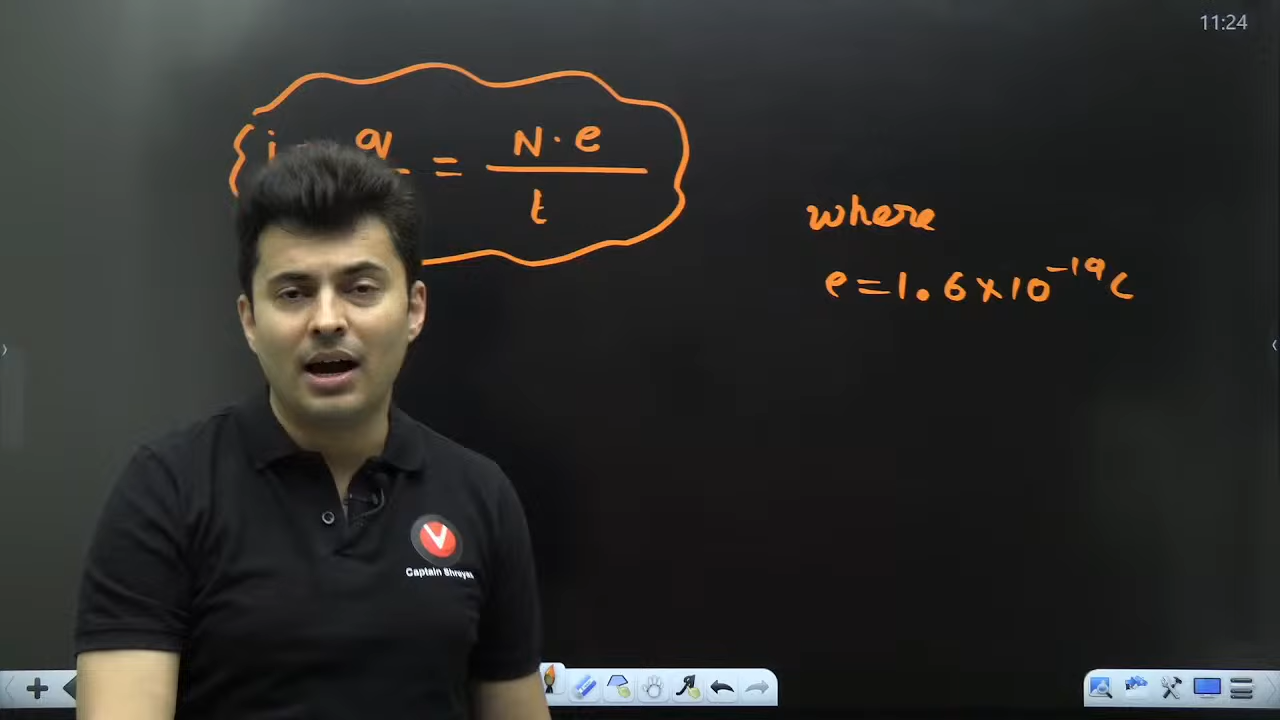 11:24
i = q/ = N·e/t
where
e = 1.6 × 10⁻¹⁹ C
V
Captain Shreyas